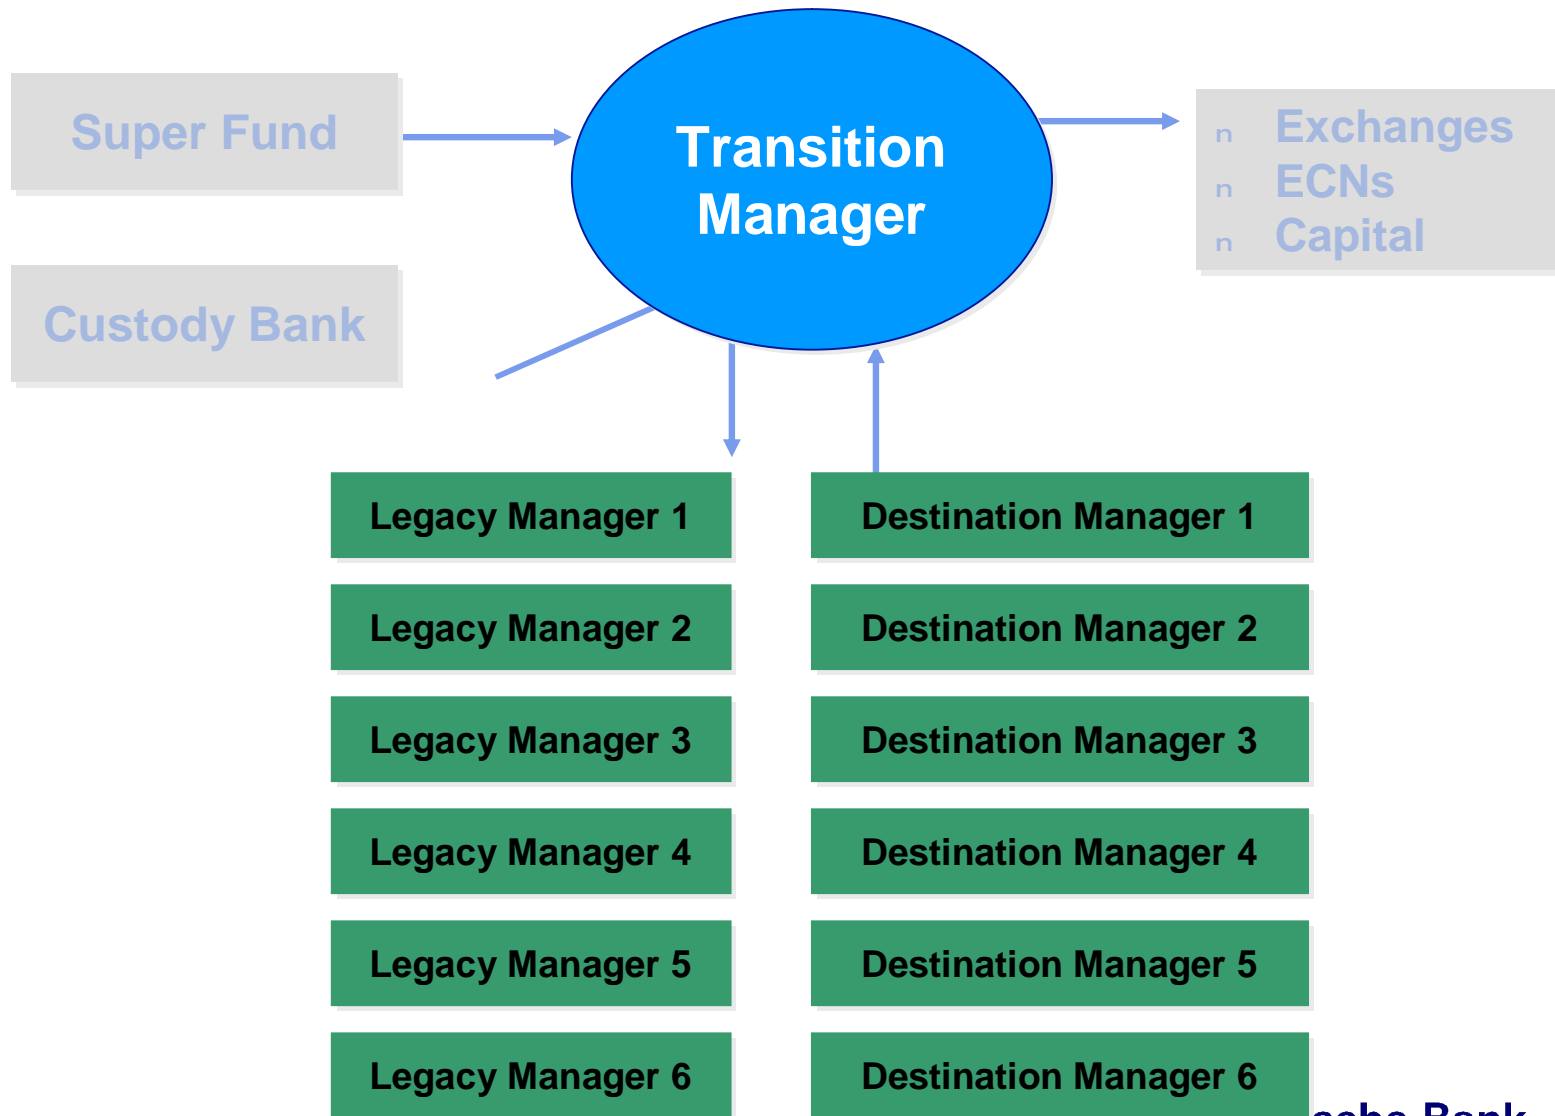 Super Fund
Transition
Manager
n Exchanges
n ECNs
n Capital
Custody Bank
Legacy Manager 1
Destination Manager 1
Legacy Manager 2
Destination Manager 2
Legacy Manager 3
Destination Manager 3
Legacy Manager 4
Destination Manager 4
Legacy Manager 5
Destination Manager 5
Legacy Manager 6
Destination Manager 6
Bank